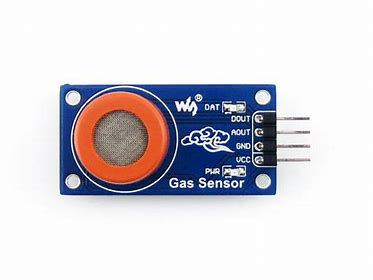 W ®
DAT
DOUT
AOUT
GND
VCC
PWR
Gas Sensor